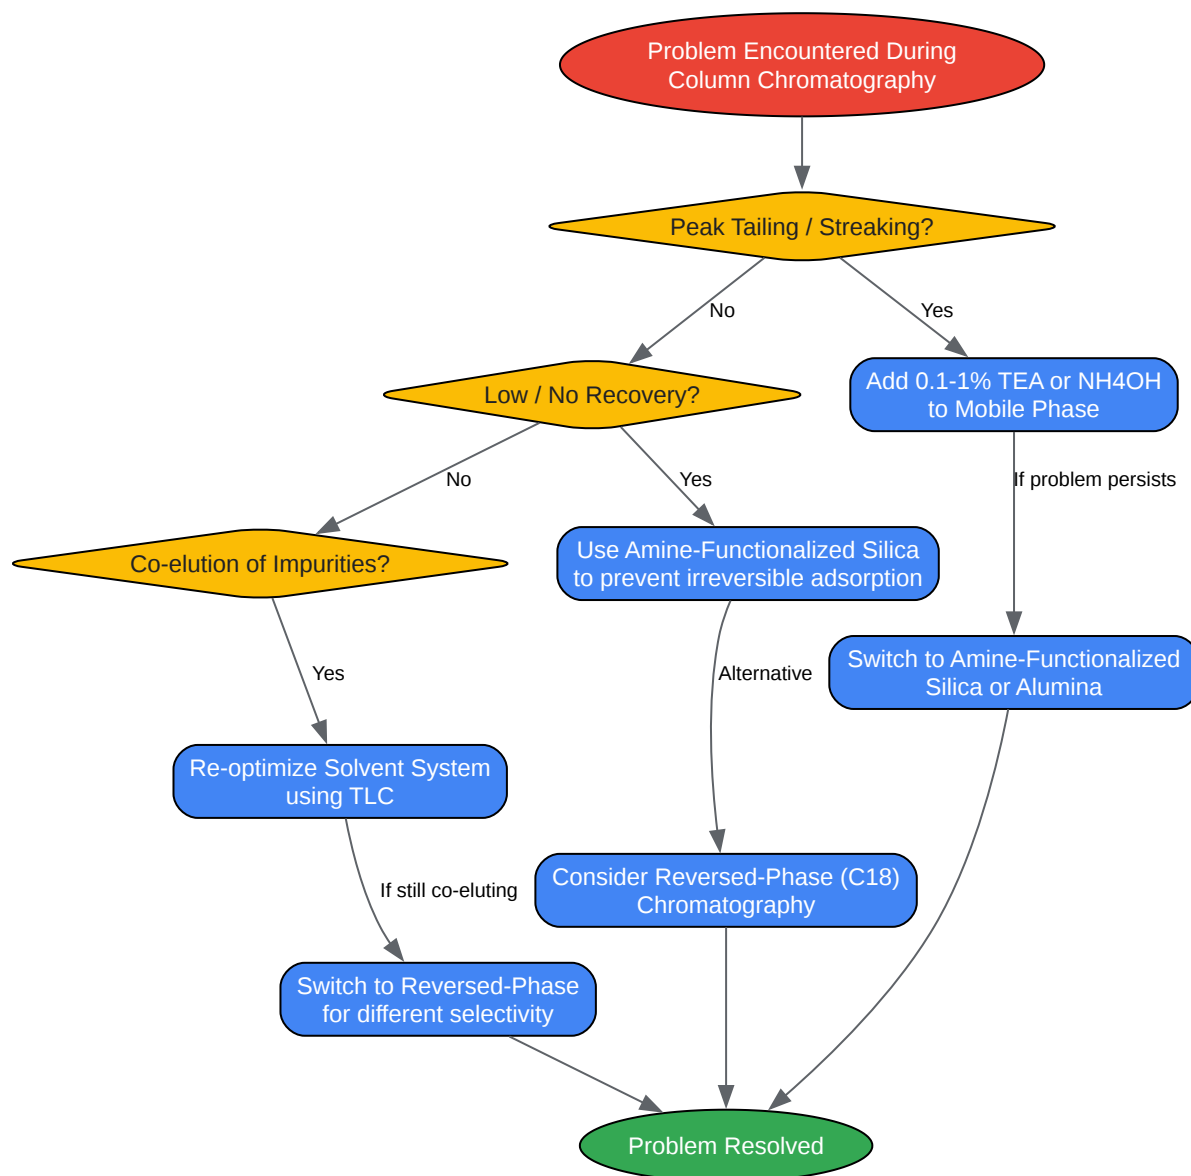 Problem Encountered During
Column Chromatography
Peak Tailing / Streaking?
No
Yes
Low / No Recovery?
Add 0.1-1% TEA or NH4OH
to Mobile Phase
No
Yes
If problem persists
Co-elution of Impurities?
Use Amine-Functionalized Silica
to prevent irreversible adsorption
Yes
Alternative
Switch to Amine-Functionalized
Silica or Alumina
Re-optimize Solvent System
using TLC
If still co-eluting
Consider Reversed-Phase (C18)
Chromatography
Switch to Reversed-Phase
for different selectivity
Problem Resolved